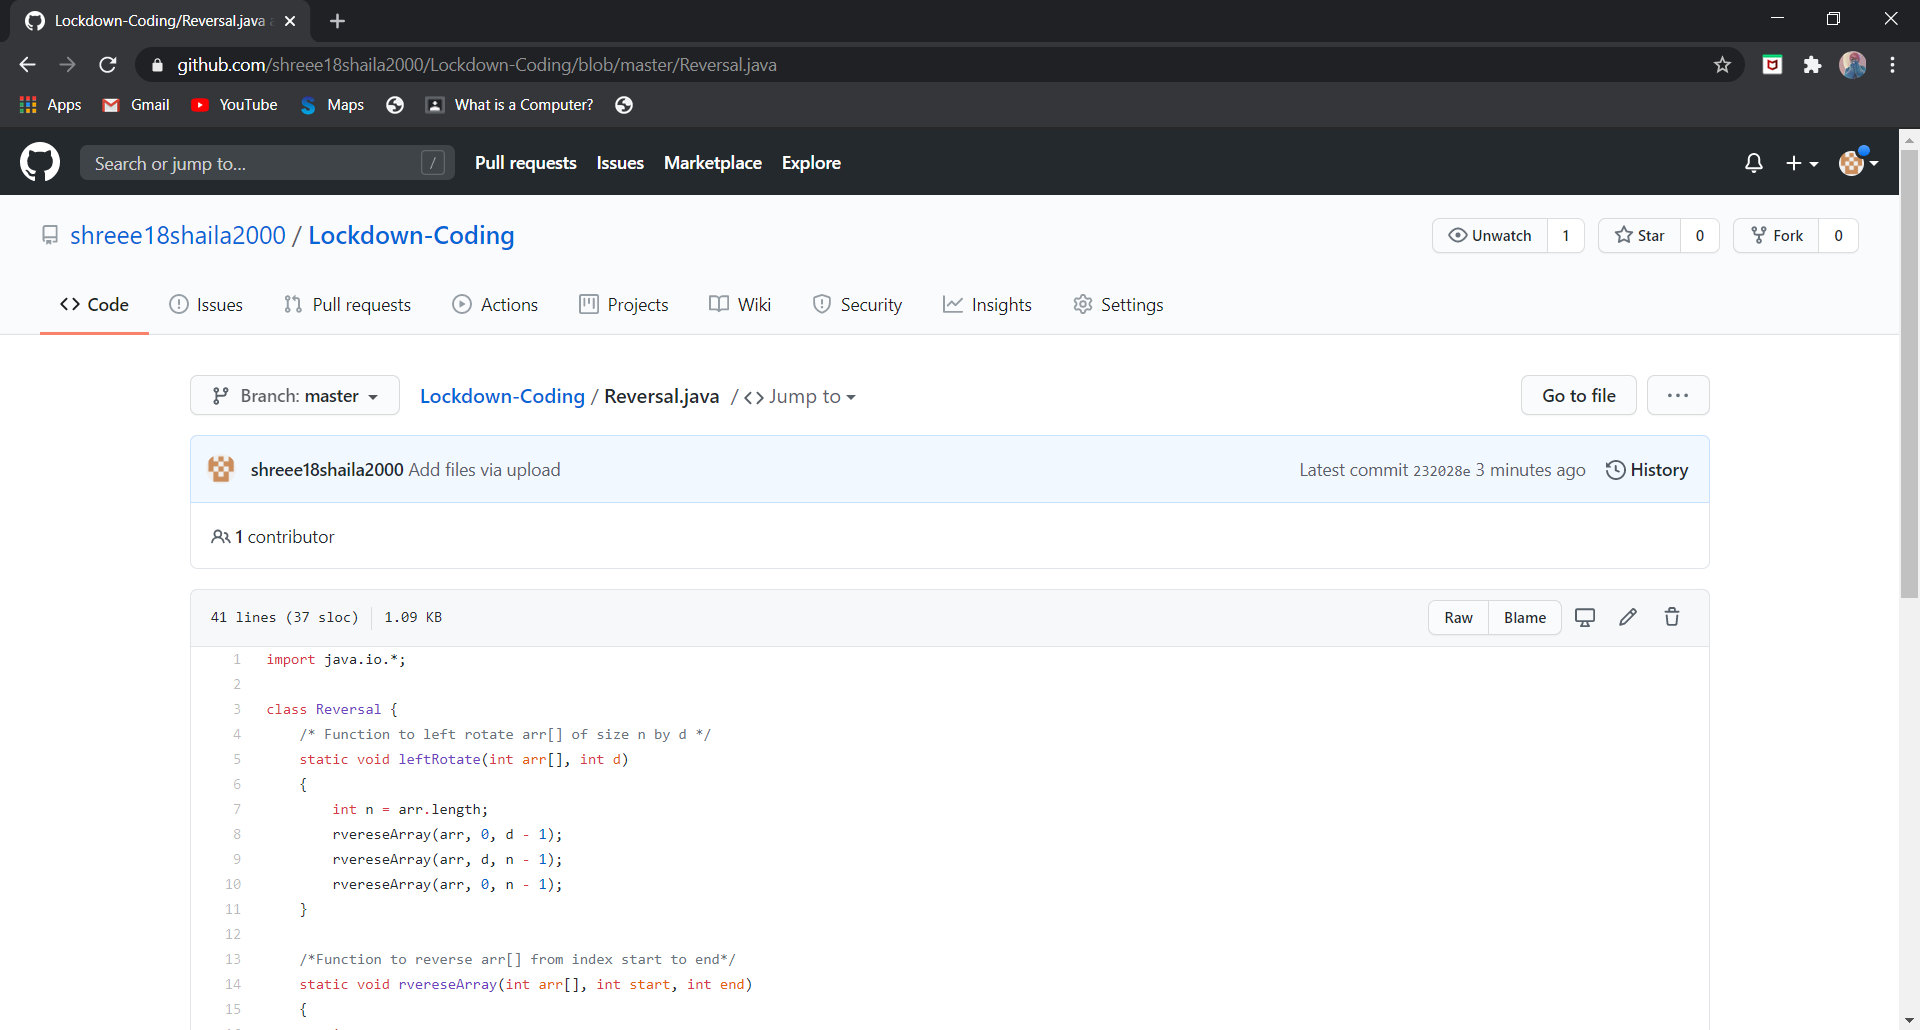 Lockdown-Coding/Reversal.java
github.com/shreee18shaila2000/Lockdown-Coding/blob/master/Reversal.java
Apps Gmail YouTube Maps What is a Computer?
Search or jump to... / Pull requests Issues Marketplace Explore
shreee18shaila2000 / Lockdown-Coding Unwatch 1 Star 0 Fork 0
Code Issues Pull requests Actions Projects Wiki Security Insights Settings
Branch: master Lockdown-Coding / Reversal.java / <> Jump to Go to file ...
shreee18shaila2000 Add files via upload Latest commit 232028e 3 minutes ago History
1 contributor
41 lines (37 sloc) 1.09 KB Raw Blame
1 import java.io.*;
2
3 class Reversal {
4 /* Function to left rotate arr[] of size n by d */
5 static void leftRotate(int arr[], int d)
6 {
7 int n = arr.length;
8 rvereseArray(arr, 0, d - 1);
9 rvereseArray(arr, d, n - 1);
10 rvereseArray(arr, 0, n - 1);
11 }
12
13 /*Function to reverse arr[] from index start to end*/
14 static void rvereseArray(int arr[], int start, int end)
15 {